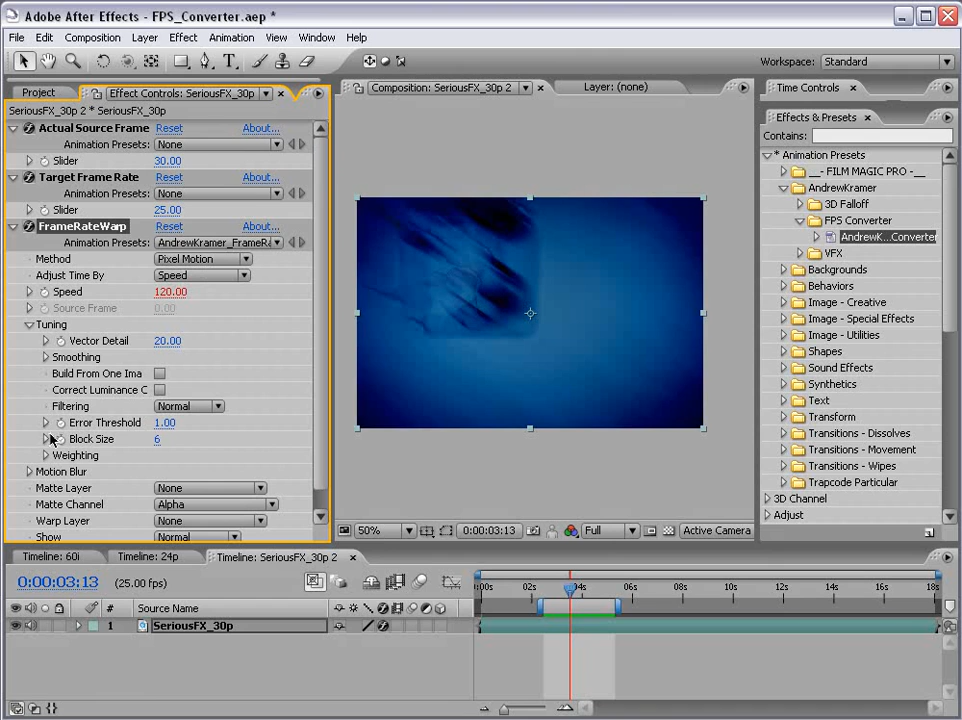 Adobe After Effects - FPS_Converter.aep *
File Edit Composition Layer Effect Animation View Window Help
Workspace: Standard
Project
Effect Controls: SeriousFX_30p
SeriousFX_30p 2 * SeriousFX_30p
Actual Source Frame Reset About...
Animation Presets: None
Slider 30.00
Target Frame Rate Reset About...
Animation Presets: None
Slider 25.00
FrameRateWarp Reset About...
Animation Presets: AndrewKramer_FrameRa
Method Pixel Motion
Adjust Time By Speed
Speed 120.00
Source Frame 0.00
Tuning
Vector Detail 20.00
Smoothing
Build From One Ima
Correct Luminance C
Filtering Normal
Error Threshold 1.00
Block Size 6
Weighting
Motion Blur
Matte Layer None
Matte Channel Alpha
Warp Layer None
Show Normal
Composition: SeriousFX_30p 2
Layer: (none)
50% 0:00:03:13 Full Active Camera
Time Controls
Effects & Presets
Contains:
* Animation Presets
__- FILM MAGIC PRO -__
AndrewKramer
3D Falloff
FPS Converter
AndrewK...Converter
VFX
Backgrounds
Behaviors
Image - Creative
Image - Special Effects
Image - Utilities
Shapes
Sound Effects
Synthetics
Text
Transform
Transitions - Dissolves
Transitions - Movement
Transitions - Wipes
Trapcode Particular
3D Channel
Adjust
Timeline: 60i
Timeline: 24p
Timeline: SeriousFX_30p 2
0:00:03:13 (25.00 fps)
:00s 02s 04s 06s 08s 10s 12s 14s 16s 18s
# Source Name
1 SeriousFX_30p